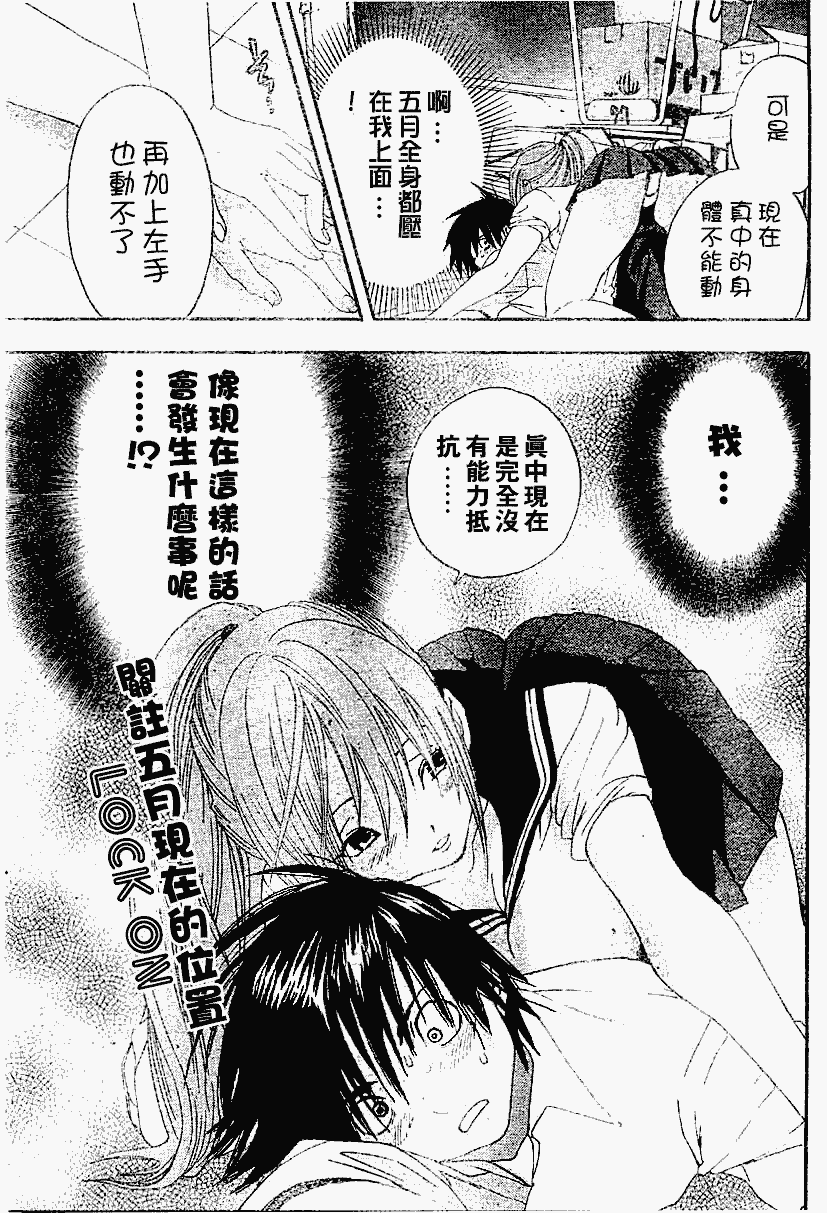 可是
現在
真中的身
體不能動
啊…
五月全身都壓
在我上面…
！
再加上左手
也動不了
我…
真中現在
是完全沒
有能力抵
抗……
像現在這樣的話
會發生什麼事呢
……!?
關註五月現在的位置
LOCK ON